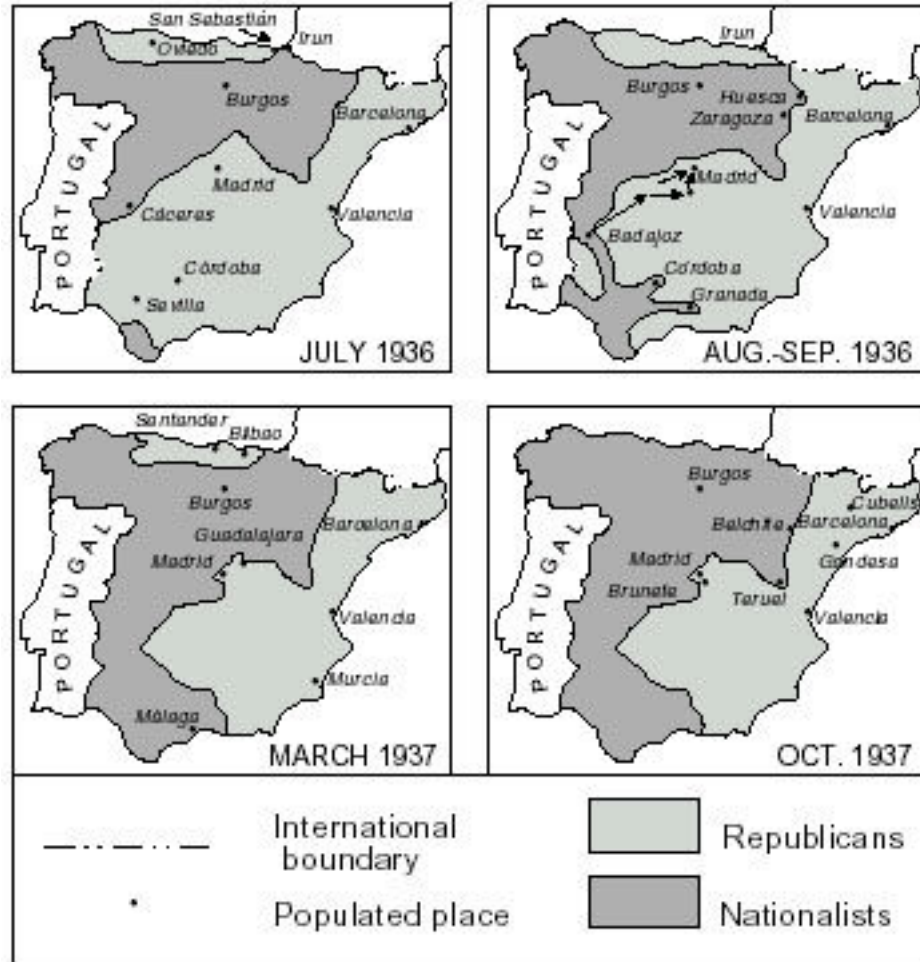 San Sebastián
Irun
Oviedo
Burgos
Barcelona
PORTUGAL
Madrid
Cáceres
Valencia
Córdoba
Sevilla
JULY 1936
Irun
Burgos
Huesca
Zaragoza
Barcelona
PORTUGAL
Madrid
Valencia
Badajoz
Córdoba
Granada
AUG.-SEP. 1936
Santander
Bilbao
Burgos
Guadalajara
Barcelona
PORTUGAL
Madrid
Valencia
Murcia
Málaga
MARCH 1937
Burgos
Cubells
Belchite
Barcelona
PORTUGAL
Gandesa
Madrid
Brunete
Teruel
Valencia
OCT. 1937
International
boundary
Populated place
Republicans
Nationalists